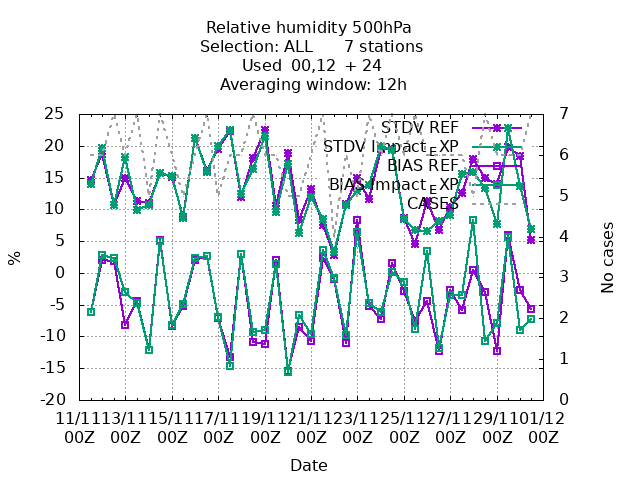 Relative humidity 500hPa
Selection: ALL 7 stations
Used 00,12 + 24
Averaging window: 12h
25
20
15
10
5
0
-5
-10
-15
-20
%
7
6
5
4
3
2
1
0
No cases
STDV REF
STDV Impact_EXP
BIAS REF
BIAS Impact_EXP
CASES
11/11 13/11 15/11 17/11 19/11 21/11 23/11 25/11 27/11 29/11 01/12
00Z 00Z 00Z 00Z 00Z 00Z 00Z 00Z 00Z 00Z 00Z
Date